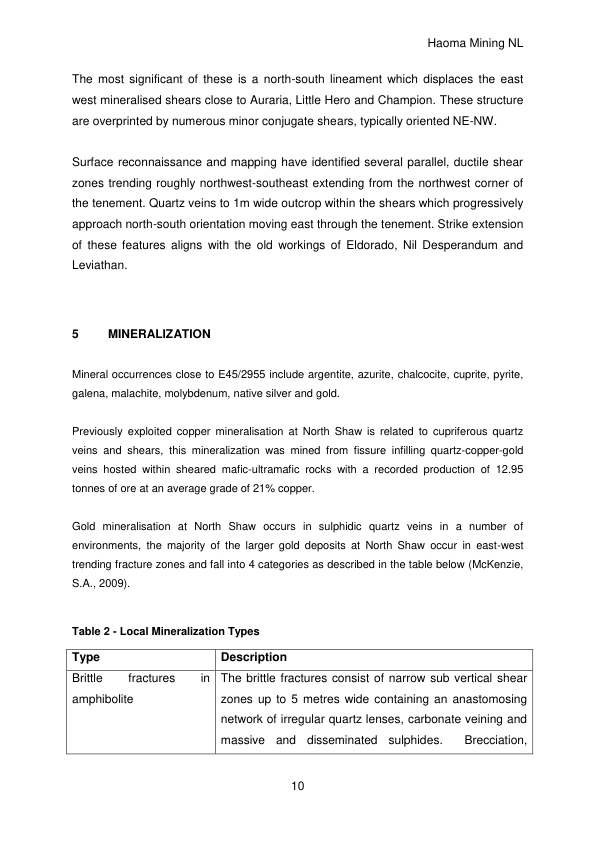 Haoma Mining NL
The most significant of these is a north-south lineament which displaces the east
west mineralised shears close to Auraria, Little Hero and Champion. These structure
are overprinted by numerous minor conjugate shears, typically oriented NE-NW.
Surface reconnaissance and mapping have identified several parallel, ductile shear
zones trending roughly northwest-southeast extending from the northwest corner of
the tenement. Quartz veins to 1m wide outcrop within the shears which progressively
approach north-south orientation moving east through the tenement. Strike extension
of these features aligns with the old workings of Eldorado, Nil Desperandum and
Leviathan.
5 MINERALIZATION
Mineral occurrences close to E45/2955 include argentite, azurite, chalcocite, cuprite, pyrite,
galena, malachite, molybdenum, native silver and gold.
Previously exploited copper mineralisation at North Shaw is related to cupriferous quartz
veins and shears, this mineralization was mined from fissure infilling quartz-copper-gold
veins hosted within sheared mafic-ultramafic rocks with a recorded production of 12.95
tonnes of ore at an average grade of 21% copper.
Gold mineralisation at North Shaw occurs in sulphidic quartz veins in a number of
environments, the majority of the larger gold deposits at North Shaw occur in east-west
trending fracture zones and fall into 4 categories as described in the table below (McKenzie,
S.A., 2009).
Table 2 - Local Mineralization Types
Type Description
Brittle fractures in The brittle fractures consist of narrow sub vertical shear
amphibolite zones up to 5 metres wide containing an anastomosing
network of irregular quartz lenses, carbonate veining and
massive and disseminated sulphides. Brecciation,
10